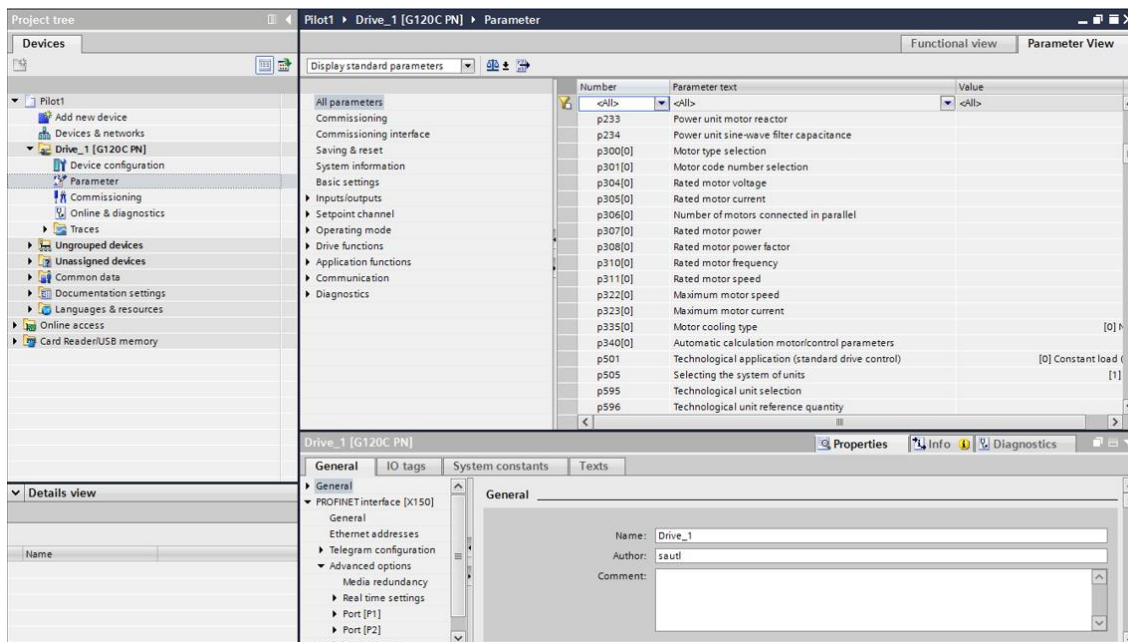 Project tree
Devices
Pilot1
Add new device
Devices & networks
Drive_1 [G120C PN]
Device configuration
Parameter
Commissioning
Online & diagnostics
Traces
Ungrouped devices
Unassigned devices
Common data
Documentation settings
Languages & resources
Online access
Card Reader/USB memory
Details view
Name
Pilot1 Drive_1 [G120C PN] Parameter
Functional view Parameter View
Display standard parameters
All parameters
Commissioning
Commissioning interface
Saving & reset
System information
Basic settings
Inputs/outputs
Setpoint channel
Operating mode
Drive functions
Application functions
Communication
Diagnostics
Number Parameter text Value
<All> <All> <All>
p233 Power unit motor reactor
p234 Power unit sine-wave filter capacitance
p300[0] Motor type selection
p301[0] Motor code number selection
p304[0] Rated motor voltage
p305[0] Rated motor current
p306[0] Number of motors connected in parallel
p307[0] Rated motor power
p308[0] Rated motor power factor
p310[0] Rated motor frequency
p311[0] Rated motor speed
p322[0] Maximum motor speed
p323[0] Maximum motor current
p335[0] Motor cooling type [0] N
p340[0] Automatic calculation motor/control parameters
p501 Technological application (standard drive control) [0] Constant load (
p505 Selecting the system of units [1]
p595 Technological unit selection
p596 Technological unit reference quantity
Drive_1 [G120C PN]
Properties Info Diagnostics
General IO tags System constants Texts
General
PROFINET interface [X150]
General
Ethernet addresses
Telegram configuration
Advanced options
Media redundancy
Real time settings
Port [P1]
Port [P2]
General
Name: Drive_1
Author: sautl
Comment: